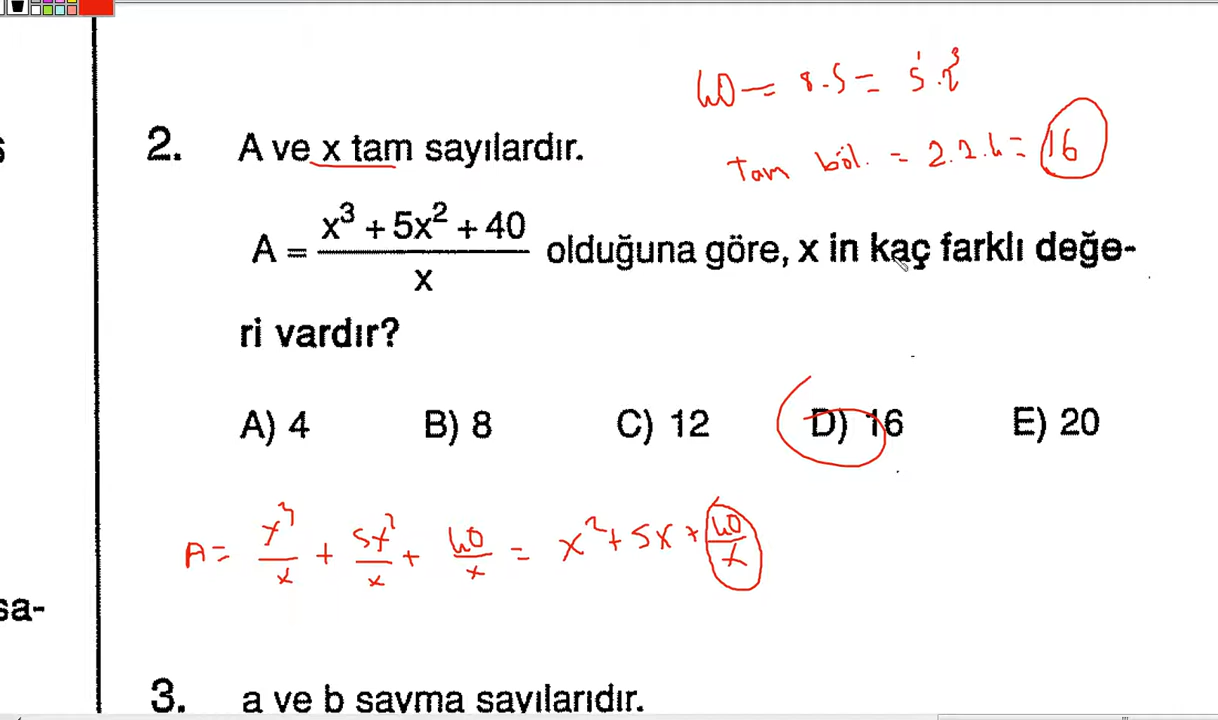 40 = 8.5 = 5¹.2³
2. A ve x tam sayılardır.
tam böl. = 2.2.4 = 16
A = (x³ + 5x² + 40) / x olduğuna göre, x in kaç farklı değe-
ri vardır?
A) 4 B) 8 C) 12 D) 16 E) 20
A = x³/x + 5x²/x + 40/x = x² + 5x + 40/x
sa-
3. a ve b sayma sayılarıdır.